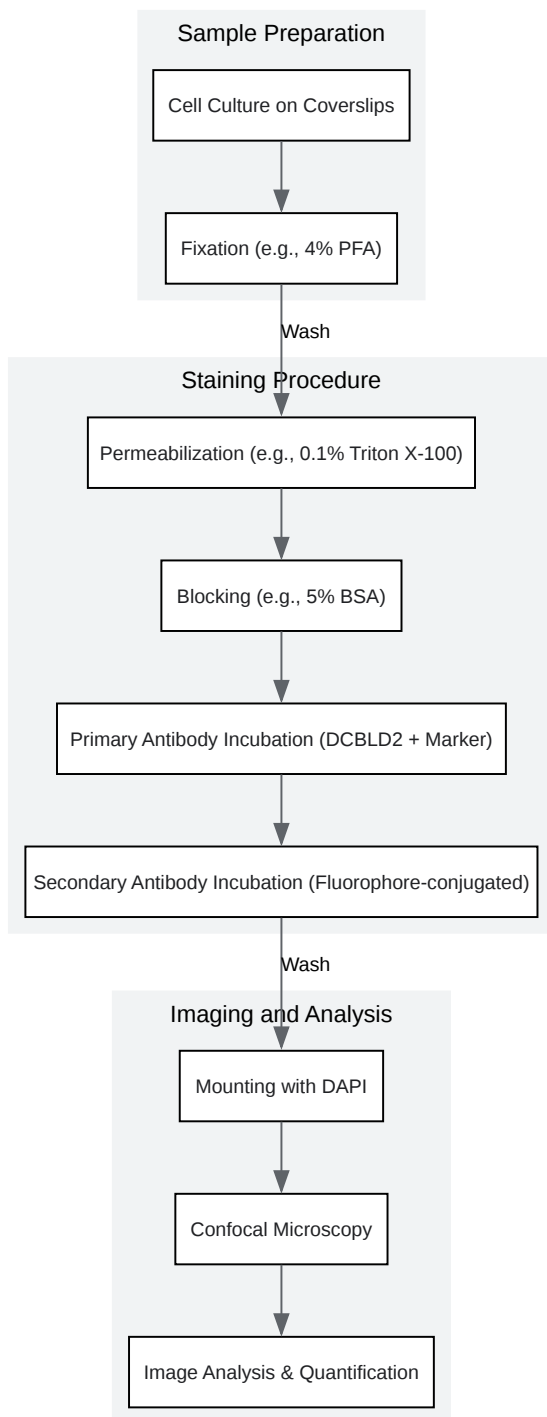 Sample Preparation
Cell Culture on Coverslips
Fixation (e.g., 4% PFA)
Wash
Staining Procedure
Permeabilization (e.g., 0.1% Triton X-100)
Blocking (e.g., 5% BSA)
Primary Antibody Incubation (DCBLD2 + Marker)
Secondary Antibody Incubation (Fluorophore-conjugated)
Wash
Imaging and Analysis
Mounting with DAPI
Confocal Microscopy
Image Analysis & Quantification